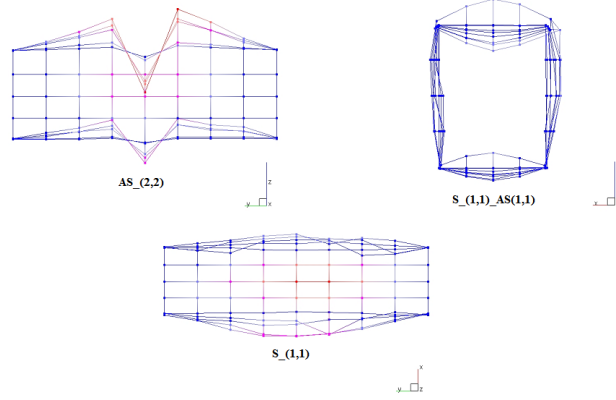 z
AS_(2,2)
y
x
S_(1,1)_AS(1,1)
x
S_(1,1)
x
y
z